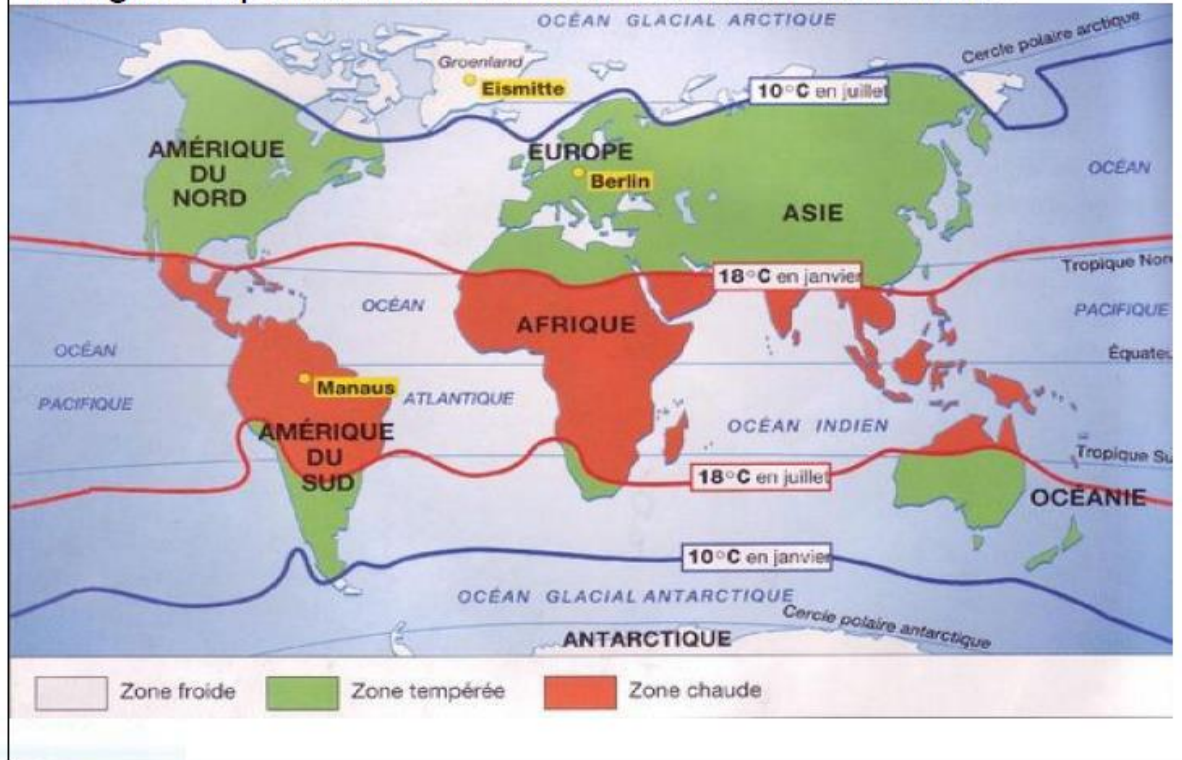 OCÉAN GLACIAL ARCTIQUE
Cercle polaire arctique
Groenland
Eismitte
10°C en juillet
AMÉRIQUE
DU
NORD
EUROPE
Berlin
OCÉAN
ASIE
18°C en janvier
Tropique Nor
OCÉAN
AFRIQUE
PACIFIQUE
OCÉAN
Équateu
Manaus
PACIFIQUE
ATLANTIQUE
OCÉAN INDIEN
AMÉRIQUE
DU
SUD
Tropique Su
18°C en juillet
OCÉANIE
10°C en janvier
OCÉAN GLACIAL ANTARCTIQUE
Cercle polaire antarctique
ANTARCTIQUE
Zone froide
Zone tempérée
Zone chaude